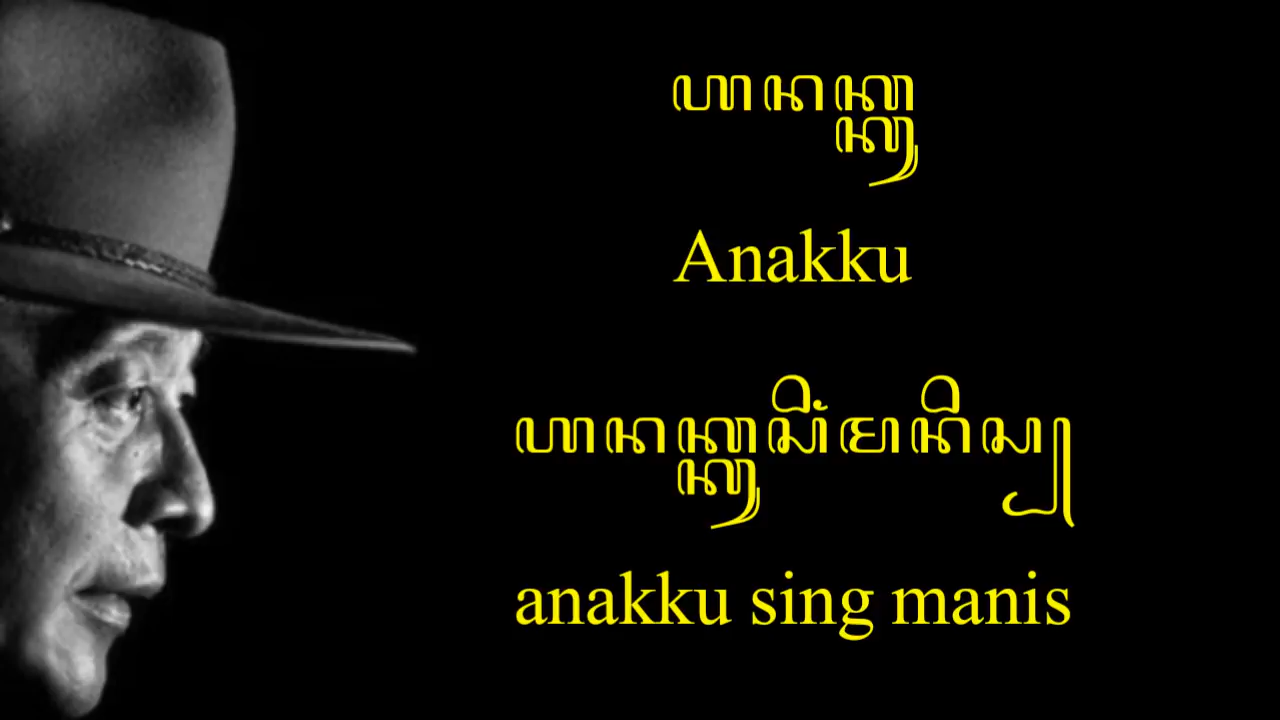 ꦲꦤꦏ꧀ꦏꦸ
Anakku
ꦲꦤꦏ꧀ꦏꦸꦱꦶꦁꦩꦤꦶꦱ꧀
anakku sing manis